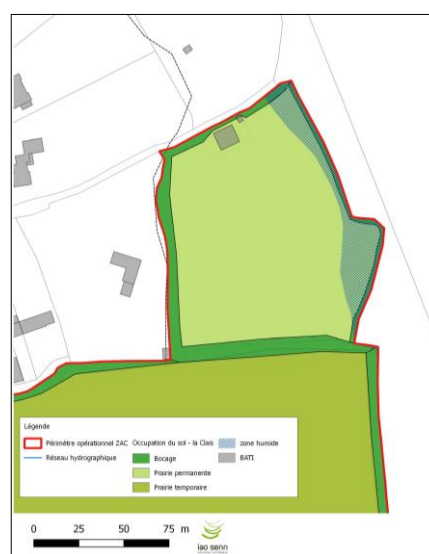 Légende
Périmètre opérationnel ZAC
Réseau hydrographique
Occupation du sol - la Clais
Bocage
Prairie permanente
Prairie temporaire
zone humide
BATI
0 25 50 75 m
iao senn